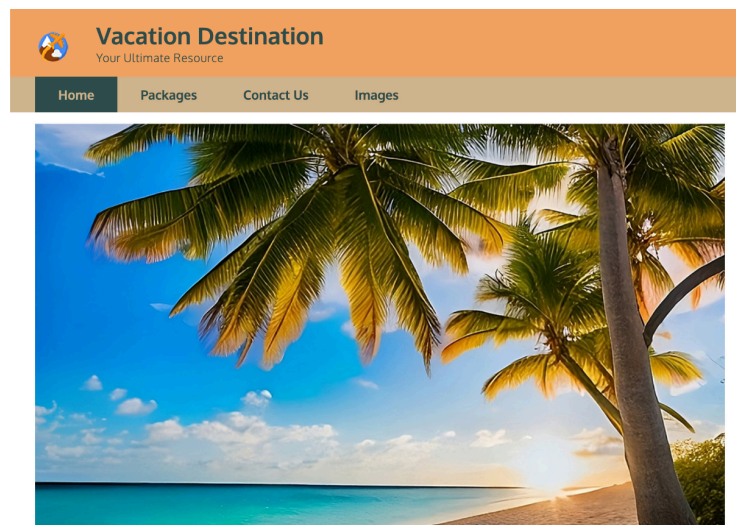 Vacation Destination
Your Ultimate Resource
Home Packages Contact Us Images